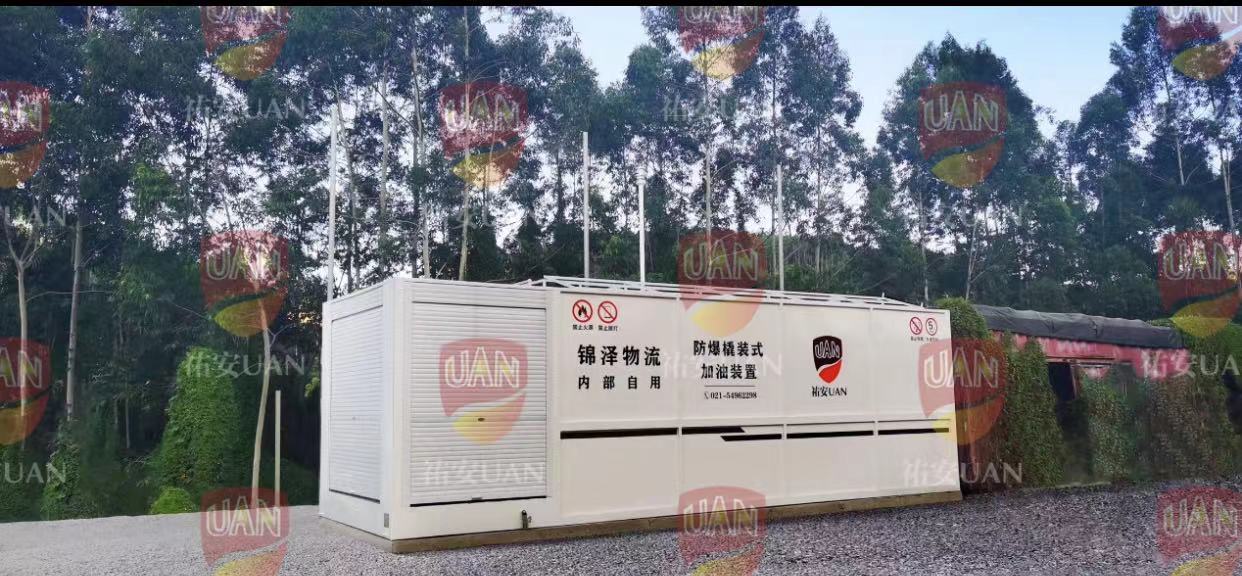 禁止火源
禁止烟打
锦泽物流
内部自用
防爆橇装式
加油装置
021-54962298
UAN
祐安UAN
5
UAN
祐安UAN